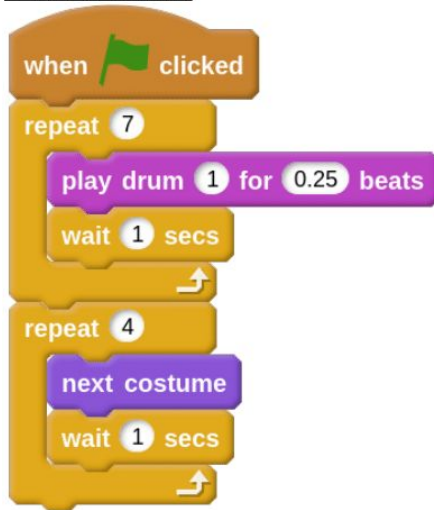 when clicked
repeat 7
play drum 1 for 0.25 beats
wait 1 secs
repeat 4
next costume
wait 1 secs